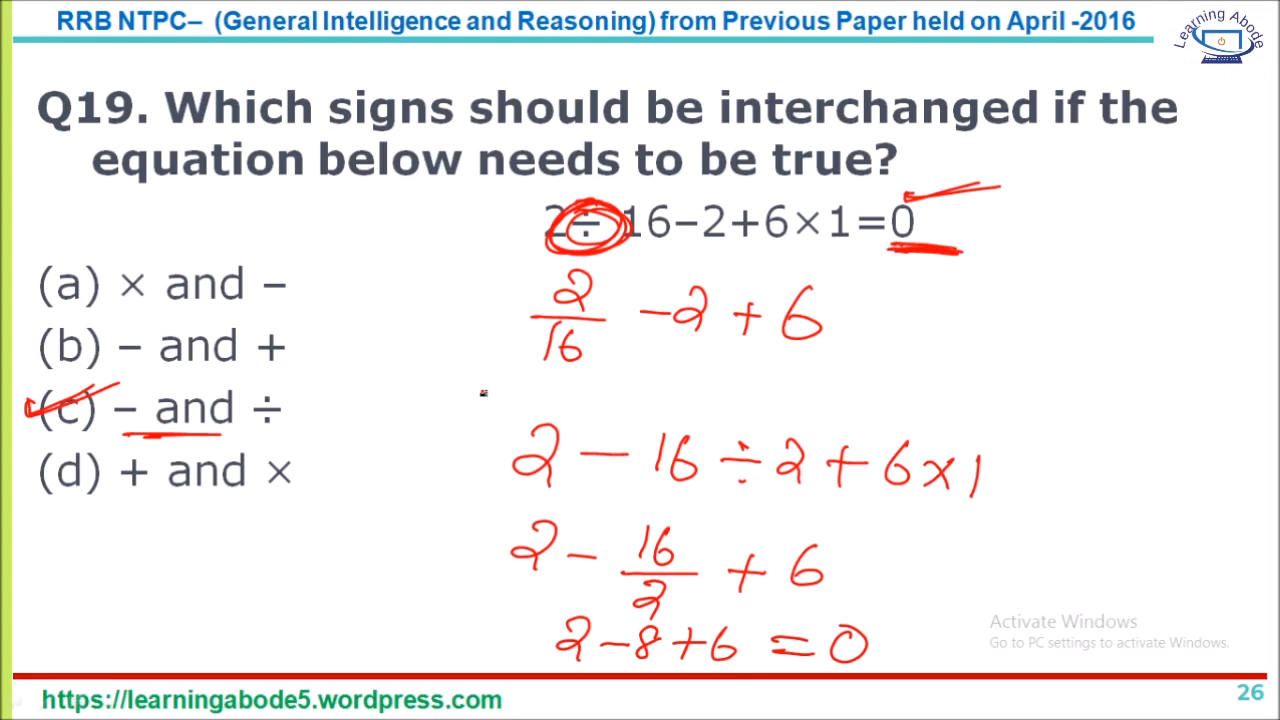 RRB NTPC– (General Intelligence and Reasoning) from Previous Paper held on April -2016
Learning Abode
Q19. Which signs should be interchanged if the
equation below needs to be true?
2÷16–2+6×1=0
(a) × and –
(b) – and +
(c) – and ÷
(d) + and ×
2/16 -2 + 6
2 - 16 ÷ 2 + 6 × 1
2 - 16/2 + 6
2 - 8 + 6 = 0
Activate Windows
Go to PC settings to activate Windows.
https://learningabode5.wordpress.com
26